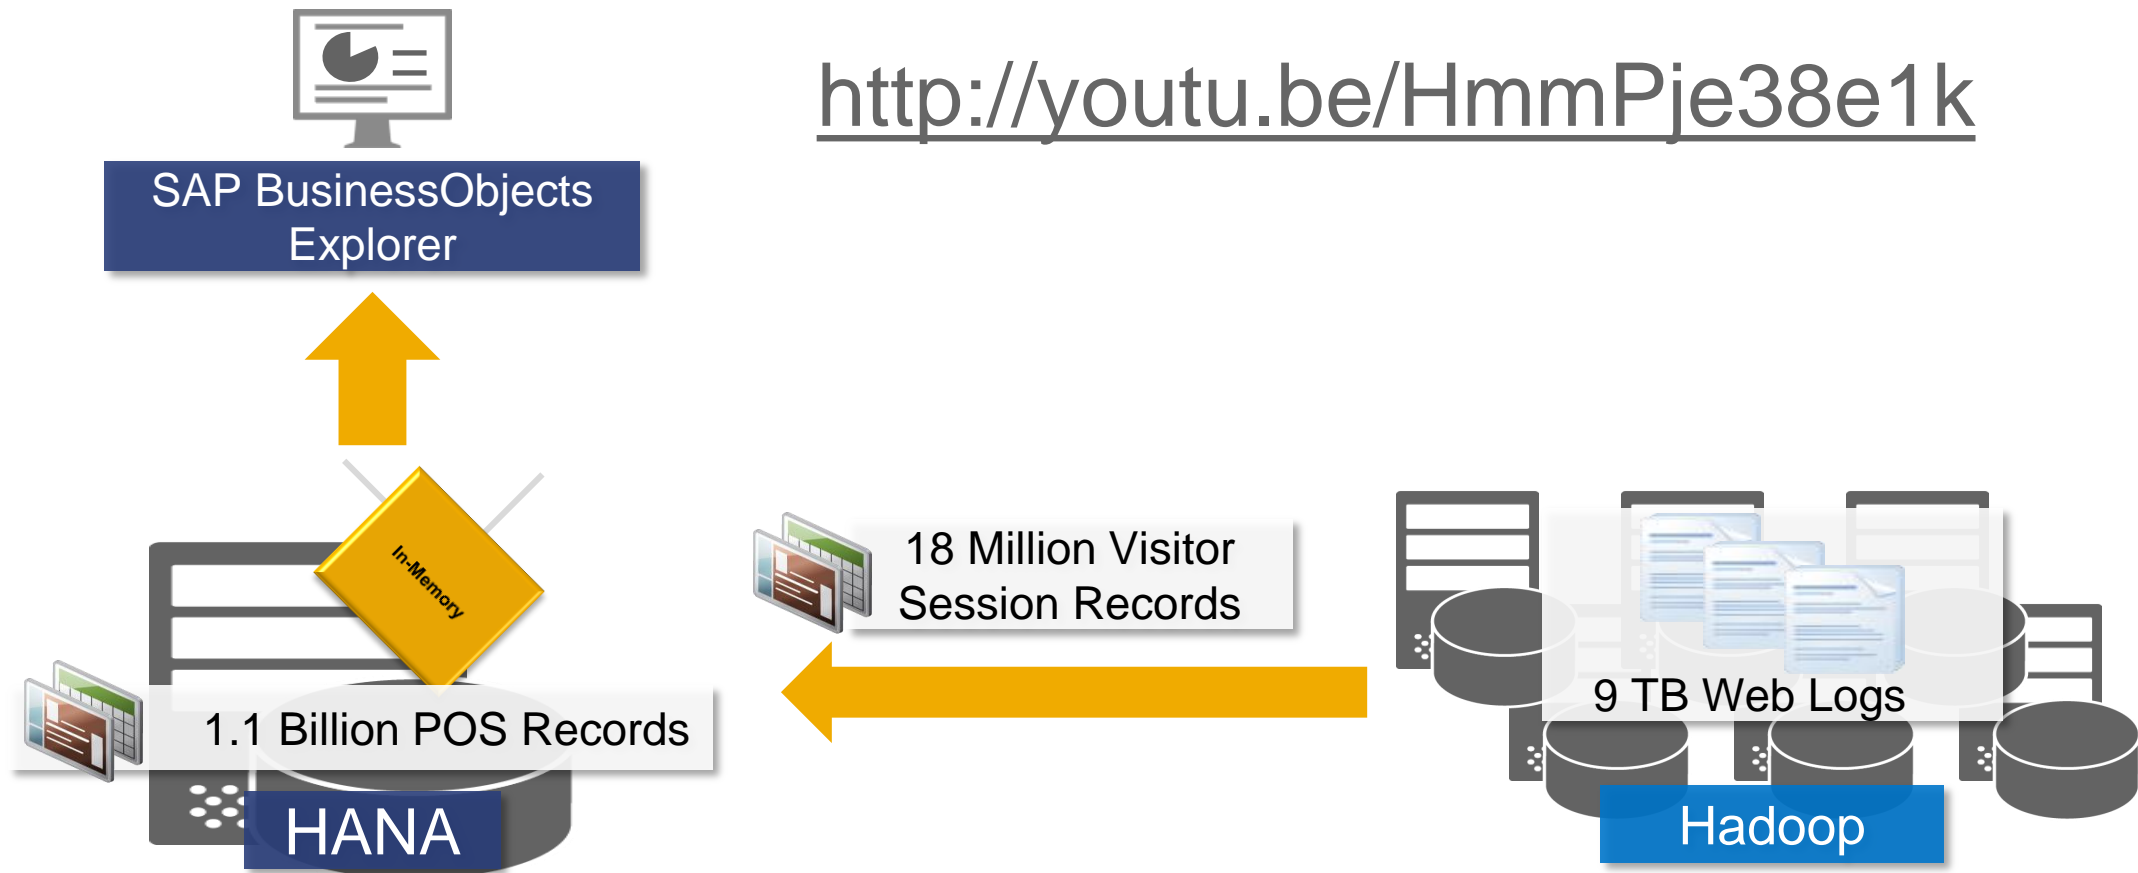 http://youtu.be/HmmPje38e1k
SAP BusinessObjects
Explorer
In-Memory
18 Million Visitor
Session Records
9 TB Web Logs
1.1 Billion POS Records
HANA
Hadoop